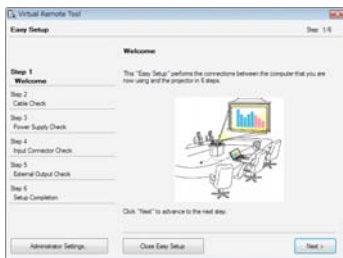 Virtual Remote Tool
Easy Setup
Step 1/6
Welcome
Step 1
Welcome
This "Easy Setup" performs the connections between the computer that you are
now using and the projector in 6 steps.
Step 2
Cable Check
Step 3
Power Supply Check
Step 4
Input Connector Check
Step 5
External Output Check
Step 6
Setup Completion
Click "Next" to advance to the next step.
Administrator Settings...
Close Easy Setup
Next >